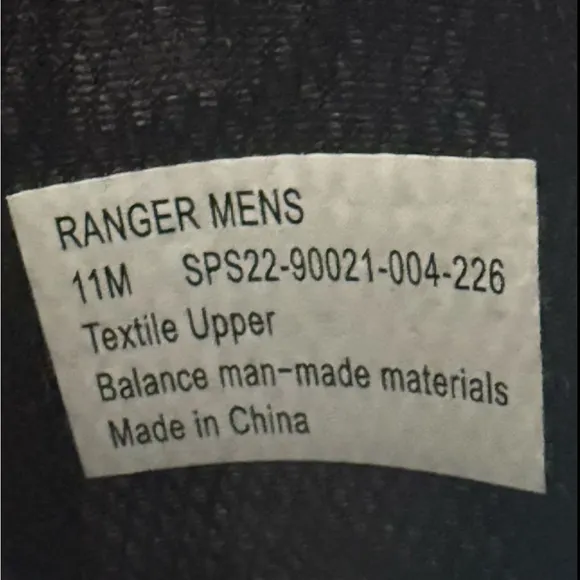 RANGER MENS
11M SPS22-90021-004-226
Textile Upper
Balance man-made materials
Made in China